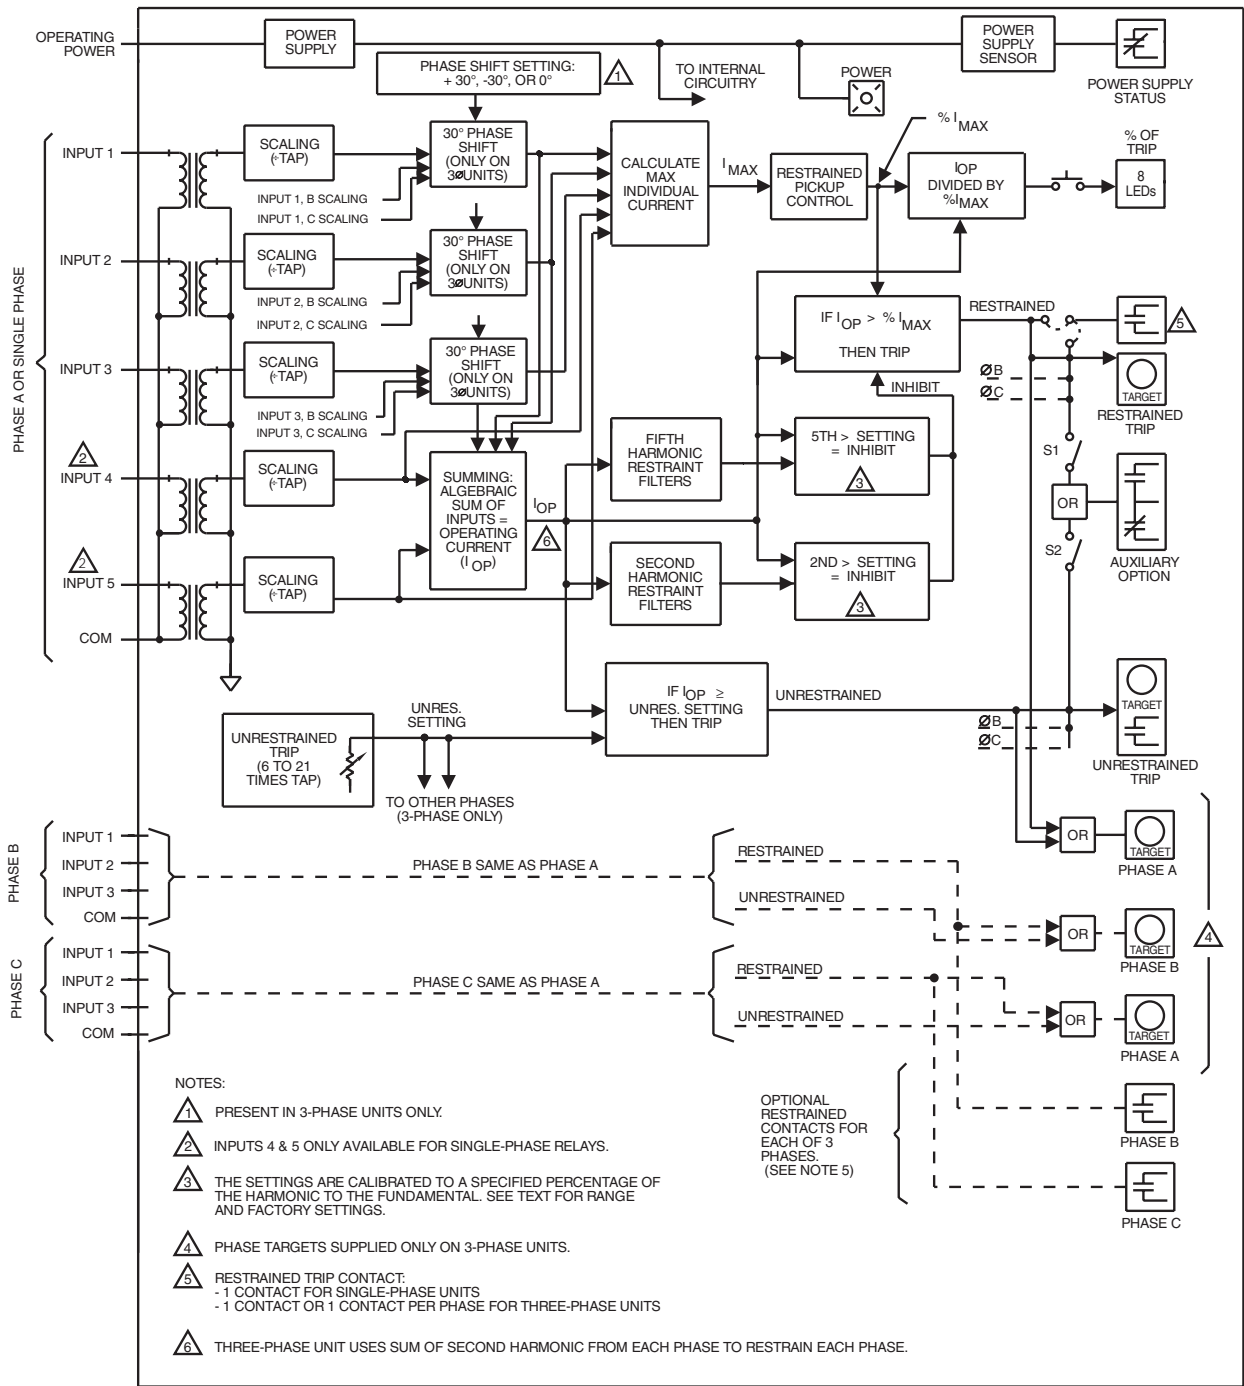 OPERATING
POWER
POWER
SUPPLY
POWER
SUPPLY
SENSOR
POWER SUPPLY
STATUS
PHASE SHIFT SETTING:
+ 30°, -30°, OR 0°
1
TO INTERNAL
CIRCUITRY
POWER
% I MAX
% OF
TRIP
8
LEDs
PHASE A OR SINGLE PHASE
INPUT 1
SCALING
(÷TAP)
30° PHASE
SHIFT
(ONLY ON
3ØUNITS)
INPUT 1, B SCALING
INPUT 1, C SCALING
CALCULATE
MAX
INDIVIDUAL
CURRENT
I MAX
RESTRAINED
PICKUP
CONTROL
IOP
DIVIDED BY
%IMAX
INPUT 2
SCALING
(÷TAP)
30° PHASE
SHIFT
(ONLY ON
3ØUNITS)
INPUT 2, B SCALING
INPUT 2, C SCALING
IF IOP > % IMAX
THEN TRIP
RESTRAINED
5
INPUT 3
SCALING
(÷TAP)
30° PHASE
SHIFT
(ONLY ON
3ØUNITS)
INPUT 3, B SCALING
INPUT 3, C SCALING
INHIBIT
ØB
ØC
TARGET
RESTRAINED
TRIP
2
INPUT 4
SCALING
(÷TAP)
SUMMING:
ALGEBRAIC
SUM OF
INPUTS =
OPERATING
CURRENT
(I OP)
IOP
6
FIFTH
HARMONIC
RESTRAINT
FILTERS
5TH > SETTING
= INHIBIT
3
S1
OR
S2
AUXILIARY
OPTION
2
INPUT 5
SCALING
(÷TAP)
SECOND
HARMONIC
RESTRAINT
FILTERS
2ND > SETTING
= INHIBIT
3
COM
UNRESTRAINED
TRIP
(6 TO 21
TIMES TAP)
UNRES.
SETTING
TO OTHER PHASES
(3-PHASE ONLY)
IF IOP ≥
UNRES. SETTING
THEN TRIP
UNRESTRAINED
ØB
ØC
TARGET
UNRESTRAINED
TRIP
OR
TARGET
PHASE A
PHASE B
INPUT 1
INPUT 2
INPUT 3
COM
PHASE B SAME AS PHASE A
RESTRAINED
UNRESTRAINED
OR
TARGET
PHASE B
4
PHASE C
INPUT 1
INPUT 2
INPUT 3
COM
PHASE C SAME AS PHASE A
RESTRAINED
UNRESTRAINED
OR
TARGET
PHASE A
OPTIONAL
RESTRAINED
CONTACTS FOR
EACH OF 3
PHASES.
(SEE NOTE 5)
PHASE B
PHASE C
NOTES:
1 PRESENT IN 3-PHASE UNITS ONLY.
2 INPUTS 4 & 5 ONLY AVAILABLE FOR SINGLE-PHASE RELAYS.
3 THE SETTINGS ARE CALIBRATED TO A SPECIFIED PERCENTAGE OF
THE HARMONIC TO THE FUNDAMENTAL. SEE TEXT FOR RANGE
AND FACTORY SETTINGS.
4 PHASE TARGETS SUPPLIED ONLY ON 3-PHASE UNITS.
5 RESTRAINED TRIP CONTACT:
- 1 CONTACT FOR SINGLE-PHASE UNITS
- 1 CONTACT OR 1 CONTACT PER PHASE FOR THREE-PHASE UNITS
6 THREE-PHASE UNIT USES SUM OF SECOND HARMONIC FROM EACH PHASE TO RESTRAIN EACH PHASE.